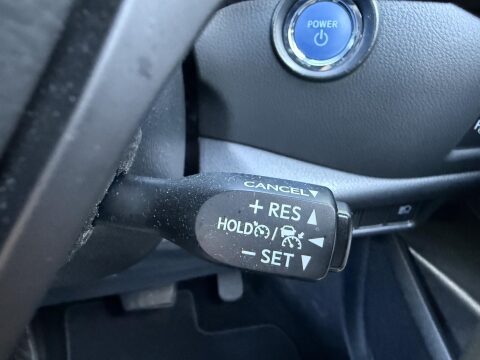 POWER
CANCEL▼
+ RES ▲
HOLD / ◀
− SET ▼